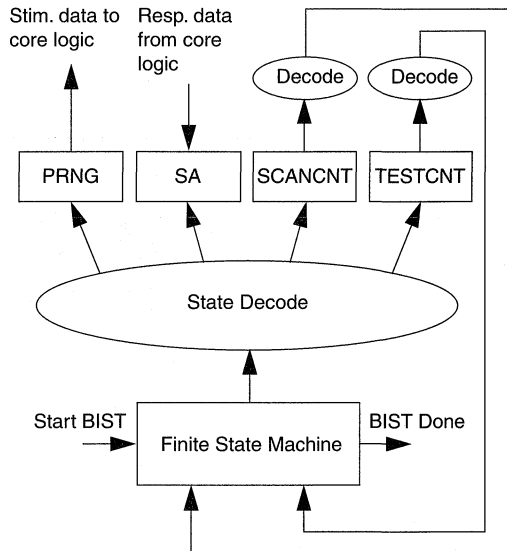 Stim. data to
core logic
Resp. data
from core
logic
Decode
Decode
PRNG
SA
SCANCNT
TESTCNT
State Decode
Start BIST
Finite State Machine
BIST Done